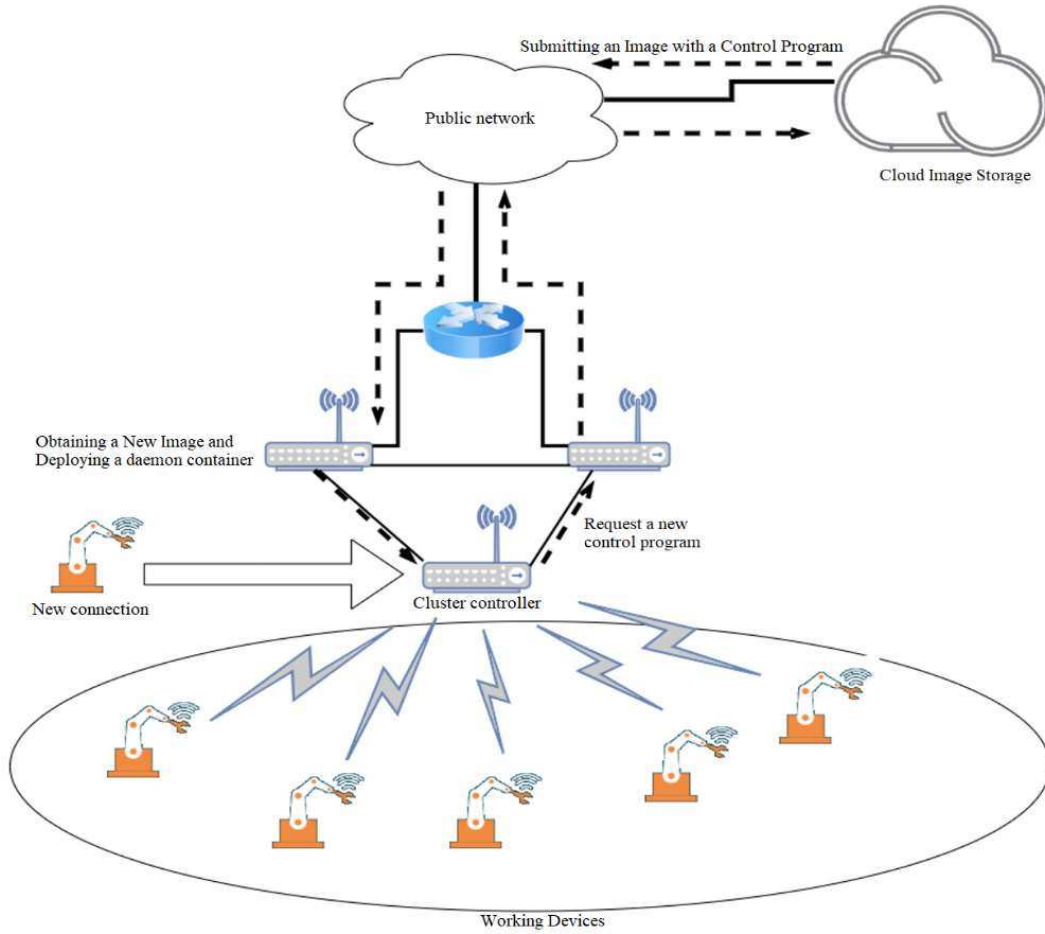 Submitting an Image with a Control Program
Public network
Cloud Image Storage
Obtaining a New Image and
Deploying a daemon container
Request a new
control program
New connection
Cluster controller
Working Devices